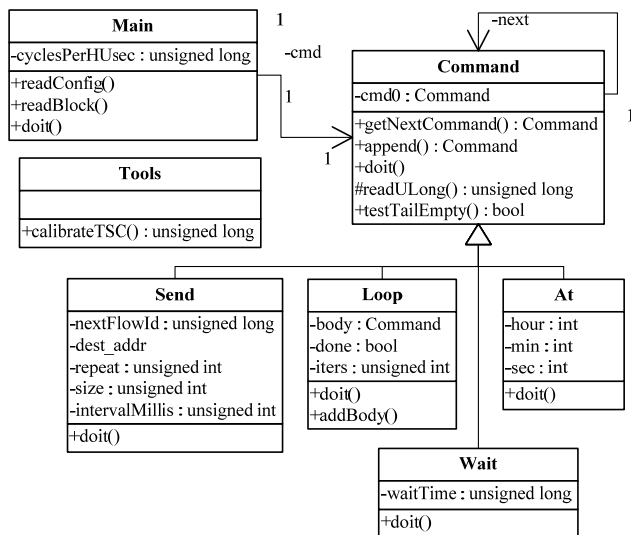 Main
-cyclesPerHUsec : unsigned long
+readConfig()
+readBlock()
+doit()
1
-cmd
1
1
-next
1
Command
-cmd0 : Command
+getNextCommand() : Command
+append() : Command
+doit()
#readULong() : unsigned long
+testTailEmpty() : bool
Tools
+calibrateTSC() : unsigned long
Send
-nextFlowId : unsigned long
-dest_addr
-repeat : unsigned int
-size : unsigned int
-intervalMillis : unsigned int
+doit()
Loop
-body : Command
-done : bool
-iters : unsigned int
+doit()
+addBody()
At
-hour : int
-min : int
-sec : int
+doit()
Wait
-waitTime : unsigned long
+doit()